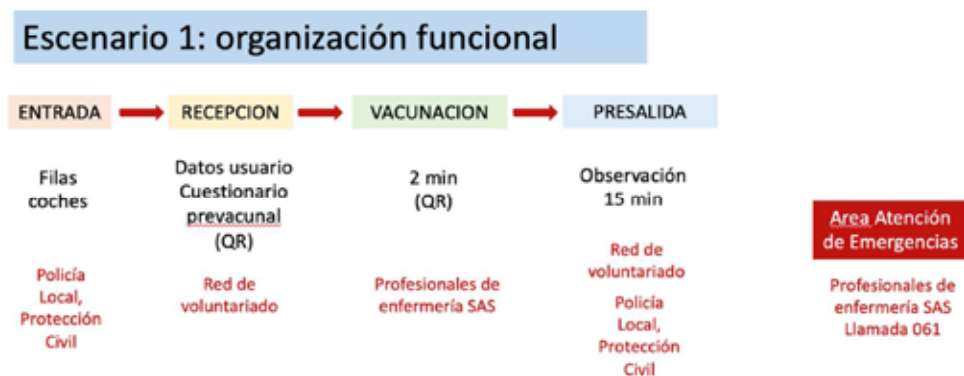 Escenario 1: organización funcional
ENTRADA
RECEPCION
VACUNACION
PRESALIDA
Filas
coches
Datos usuario
Cuestionario
prevacunal
(QR)
2 min
(QR)
Observación
15 min
Area Atención
de Emergencias
Policía
Local,
Protección
Civil
Red de
voluntariado
Profesionales de
enfermería SAS
Red de
voluntariado
Policía
Local,
Protección
Civil
Profesionales de
enfermería SAS
Llamada 061